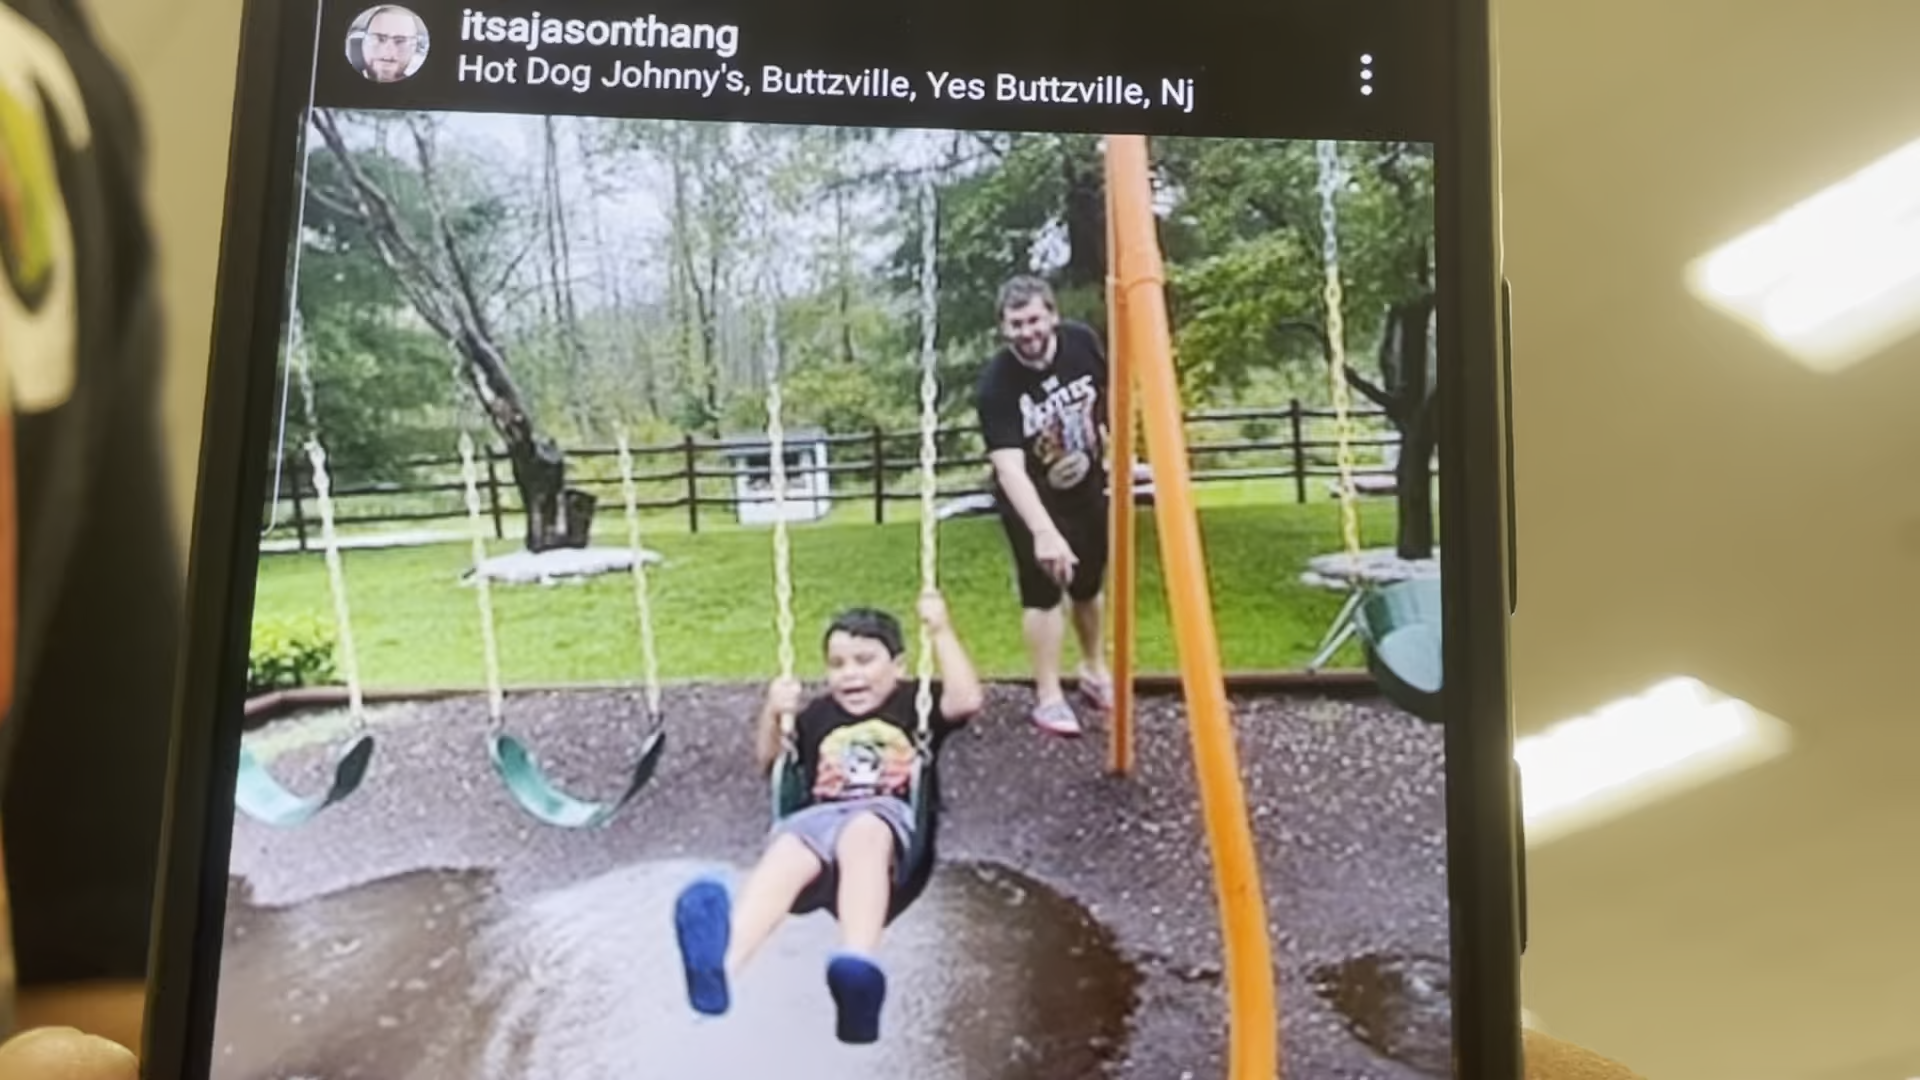 itsajasonthang
Hot Dog Johnny's, Buttzville, Yes Buttzville, Nj